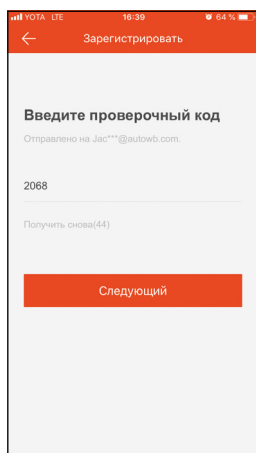 YOTA LTE 16:39 64 %
Зарегистрировать
Введите проверочный код
Отправлено на Jac***@autowb.com.
2068
Получить снова(44)
Следующий